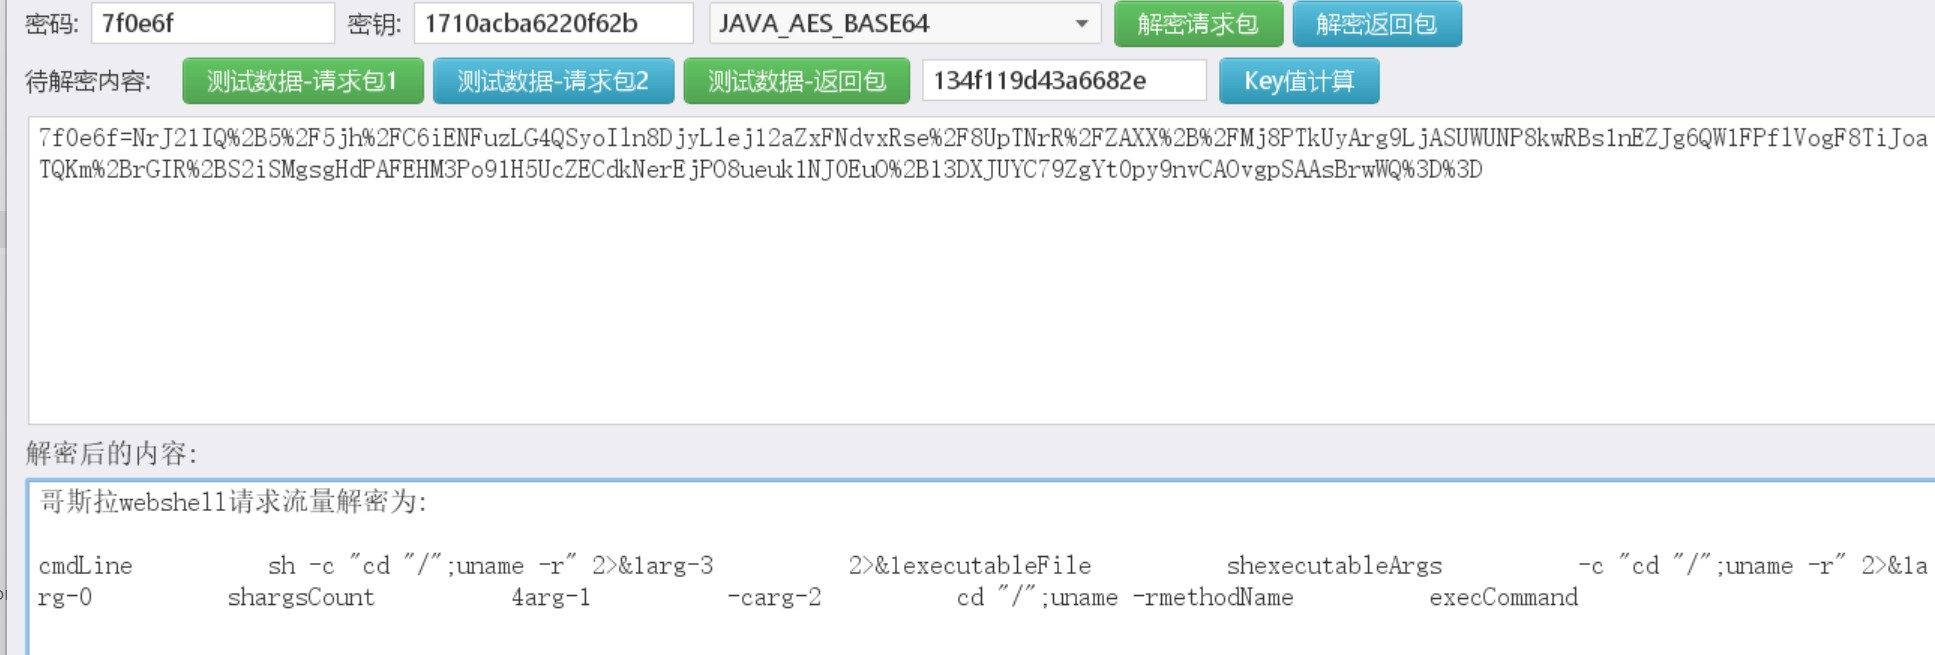 密码: 7f0e6f 密钥: 1710acba6220f62b JAVA_AES_BASE64 解密请求包 解密返回包
待解密内容: 测试数据-请求包1 测试数据-请求包2 测试数据-返回包 134f119d43a6682e Key值计算
7f0e6f=NrJ21IQ%2B5%2F5jh%2FC6iENFuzLG4QSyoIln8DjyLlej12aZxFNdvxRse%2F8UpTNrR%2FZAXX%2B%2FMj8PTkUyArg9LjASUWUNP8kwRBs1nEZJg6QW1FPflVogF8TiJoa
TQKm%2BrGIR%2BS2iSMgsgHdPAFEHM3Po91H5UcZECdkNerEjPO8ueuk1NJ0EuO%2B13DXJUYC79ZgYt0py9nvCAOvgpSAAsBrwWQ%3D%3D
解密后的内容:
哥斯拉webshell请求流量解密为:
cmdLine sh -c "cd "/";uname -r" 2>&1arg-3 2>&1executableFile shexecutableArgs -c "cd "/";uname -r" 2>&1a
rg-0 shargsCount 4arg-1 -carg-2 cd "/";uname -rmethodName execCommand